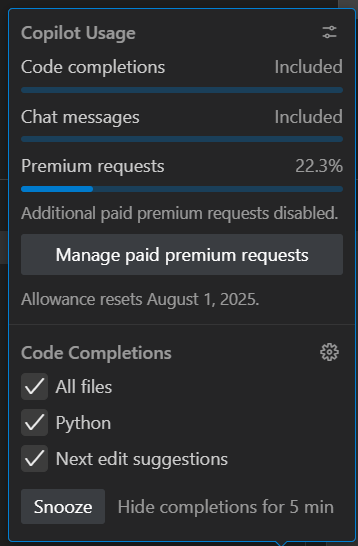 Copilot Usage
Code completions Included
Chat messages Included
Premium requests 22.3%
Additional paid premium requests disabled.
Manage paid premium requests
Allowance resets August 1, 2025.
Code Completions
All files
Python
Next edit suggestions
Snooze Hide completions for 5 min